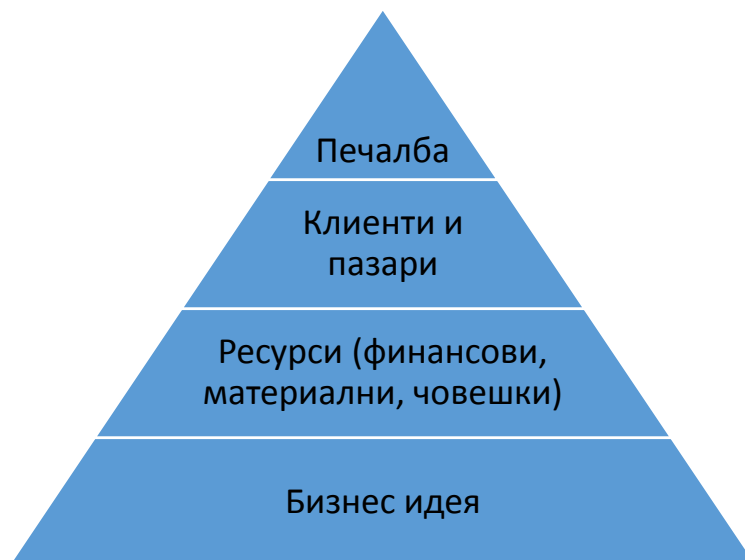 Печалба
Клиенти и
пазари
Ресурси (финансови,
материални, човешки)
Бизнес идея